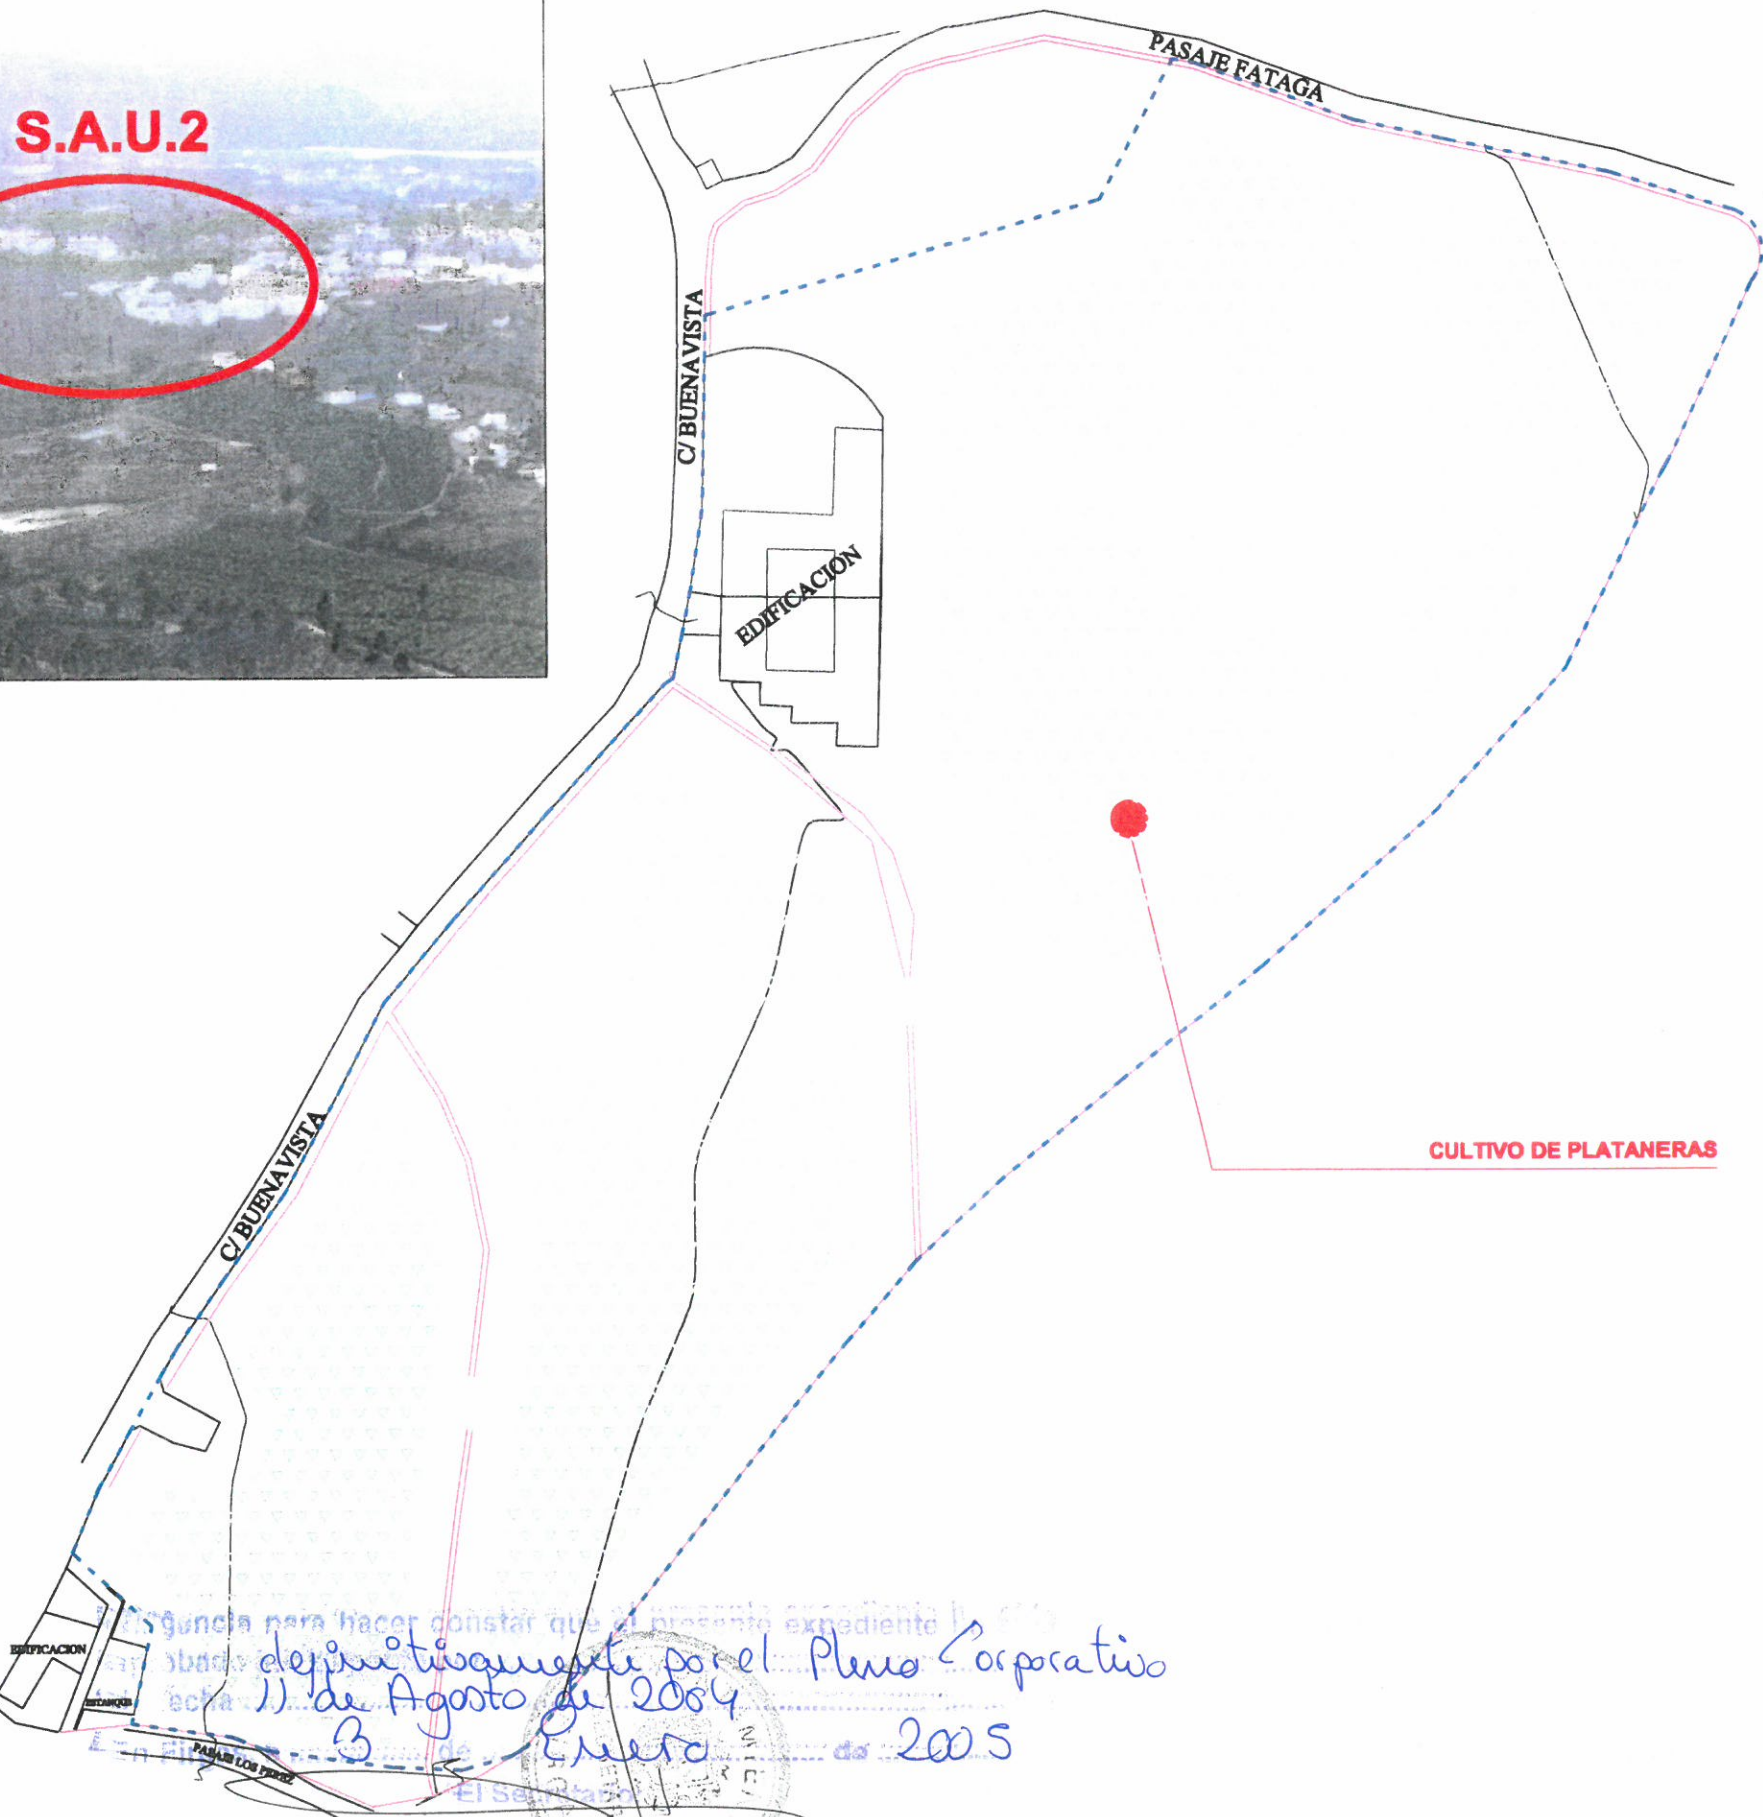 S.A.U.2
PASAJE FATAGA
C/ BUENAVISTA
EDIFICACION
CULTIVO DE PLATANERAS
C/ BUENAVISTA
EDIFICACION
ESTANQUE
PASAJE LOS PEREZ
para hacer constar que el presente expediente
definitivamente por el Pleno Corporativo
11 de Agosto de 2004
3 de Enero de 2005
El Secretario